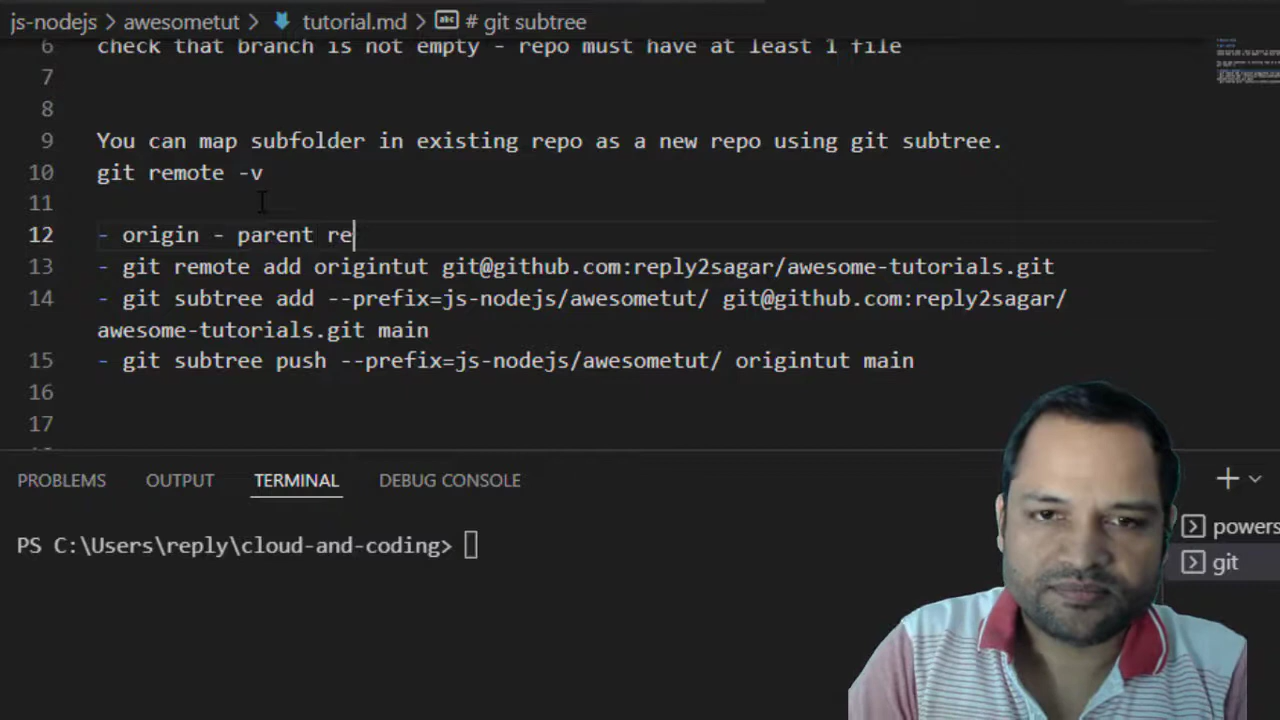 js-nodejs > awesometut > tutorial.md > # git subtree
6 check that branch is not empty - repo must have at least 1 file
7
8
9 You can map subfolder in existing repo as a new repo using git subtree.
10 git remote -v
11
12 - origin - parent re
13 - git remote add origintut git@github.com:reply2sagar/awesome-tutorials.git
14 - git subtree add --prefix=js-nodejs/awesometut/ git@github.com:reply2sagar/
awesome-tutorials.git main
15 - git subtree push --prefix=js-nodejs/awesometut/ origintut main
16
17
PROBLEMS OUTPUT TERMINAL DEBUG CONSOLE
PS C:\Users\reply\cloud-and-coding>
powers
git